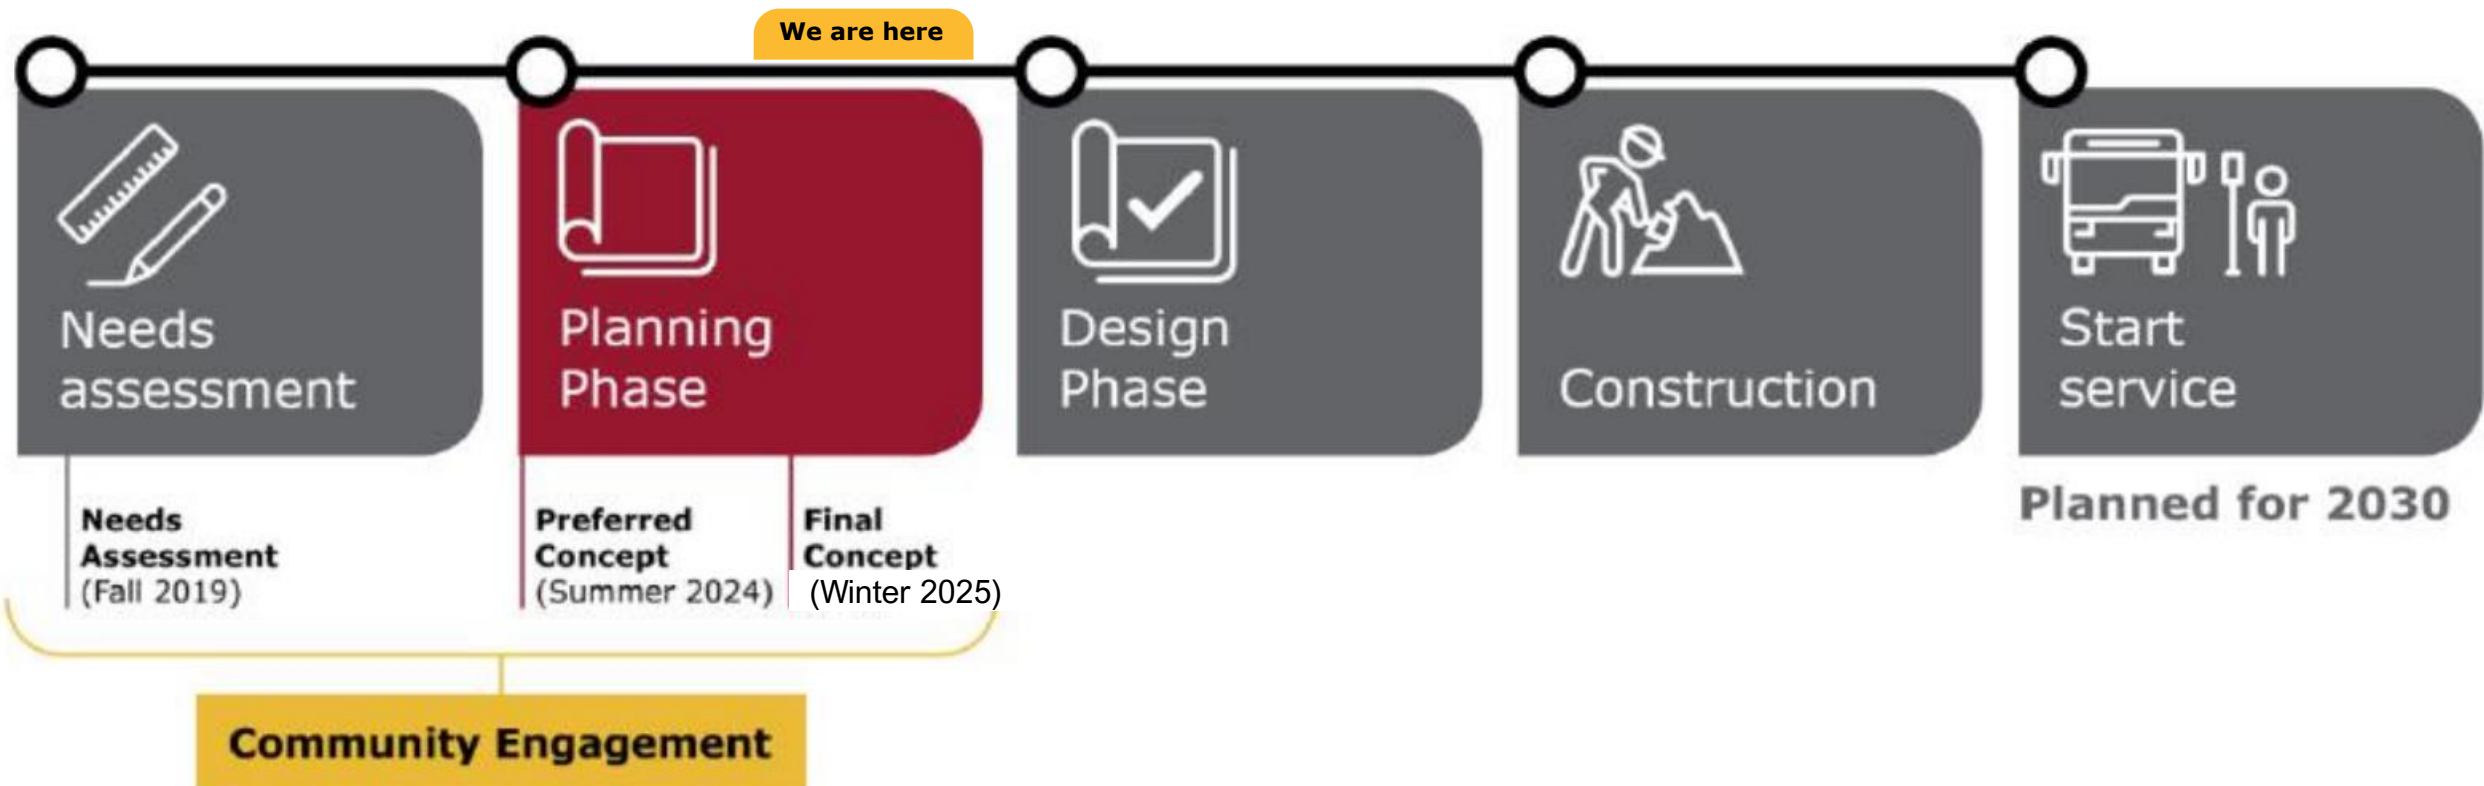 We are here
Needs
assessment
Planning
Phase
Design
Phase
Construction
Start
service
Needs
Assessment
(Fall 2019)
Preferred
Concept
(Summer 2024)
Final
Concept
(Winter 2025)
Planned for 2030
Community Engagement